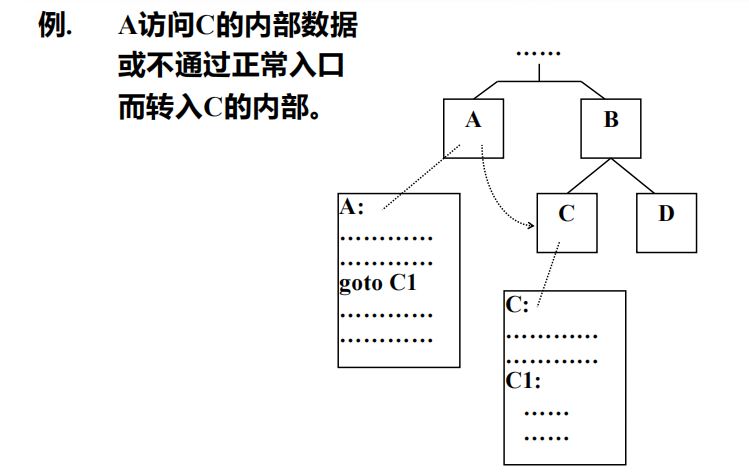 例. A访问C的内部数据
或不通过正常入口
而转入C的内部。
……
A
B
C
D
A:
…………
…………
goto C1
…………
…………
C:
…………
…………
C1:
……
……